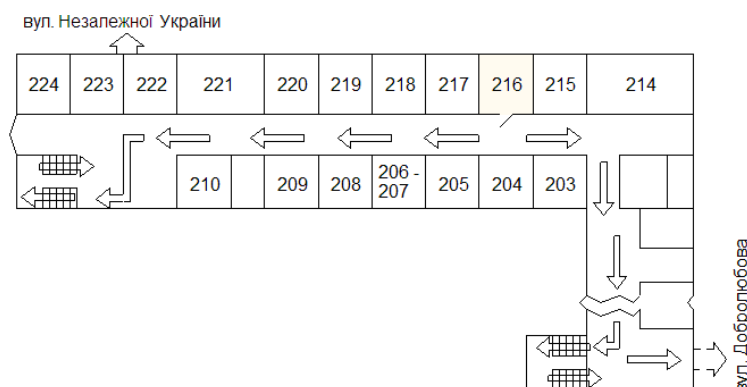 вул. Незалежної України
224 223 222 221 220 219 218 217 216 215 214
210 209 208 206 - 207 205 204 203
вул. Добролюбова